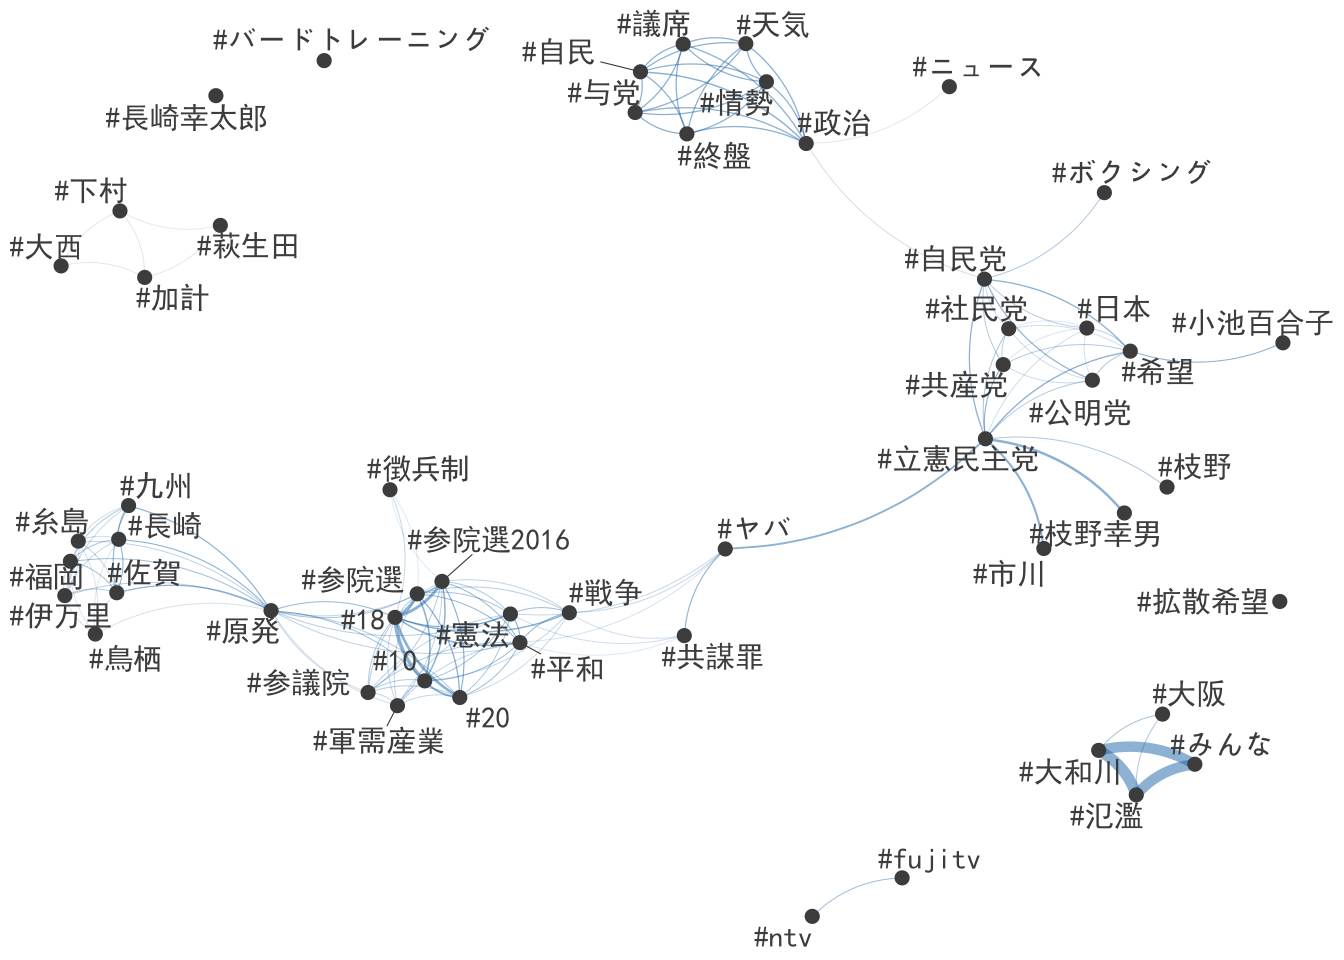 #議席
#天気
#バードトレーニング
#自民
#ニュース
#与党
#情勢
#長崎幸太郎
#政治
#終盤
#ボクシング
#下村
#大西
#萩生田
#自民党
#加計
#社民党
#日本
#小池百合子
#希望
#共産党
#公明党
#立憲民主党
#枝野
#徴兵制
#九州
#糸島
#長崎
#ヤバ
#枝野幸男
#参院選2016
#福岡
#佐賀
#市川
#参院選
#戦争
#拡散希望
#伊万里
#18
#原発
#憲法
#鳥栖
#10
#共謀罪
#平和
#参議院
#大阪
#20
#軍需産業
#みんな
#大和川
#氾濫
#fujitv
#ntv